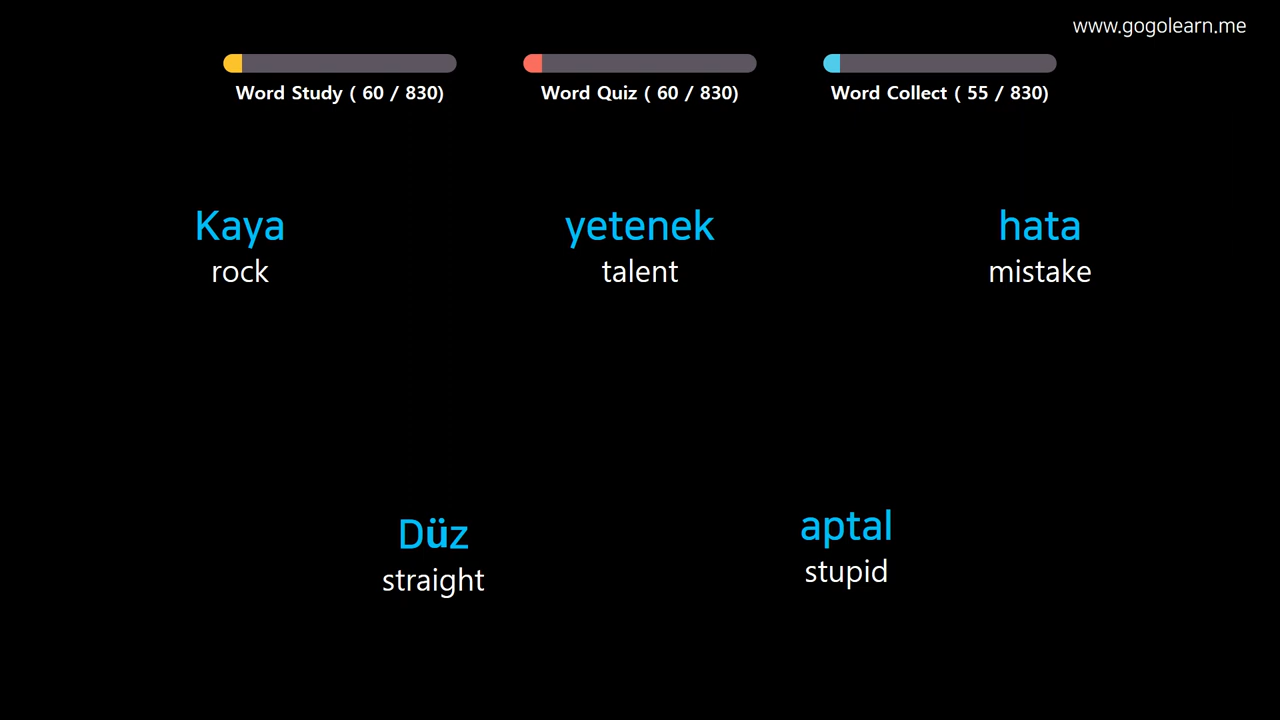 www.gogolearn.me
Word Study ( 60 / 830)
Word Quiz ( 60 / 830)
Word Collect ( 55 / 830)
Kaya
rock
yetenek
talent
hata
mistake
Düz
straight
aptal
stupid